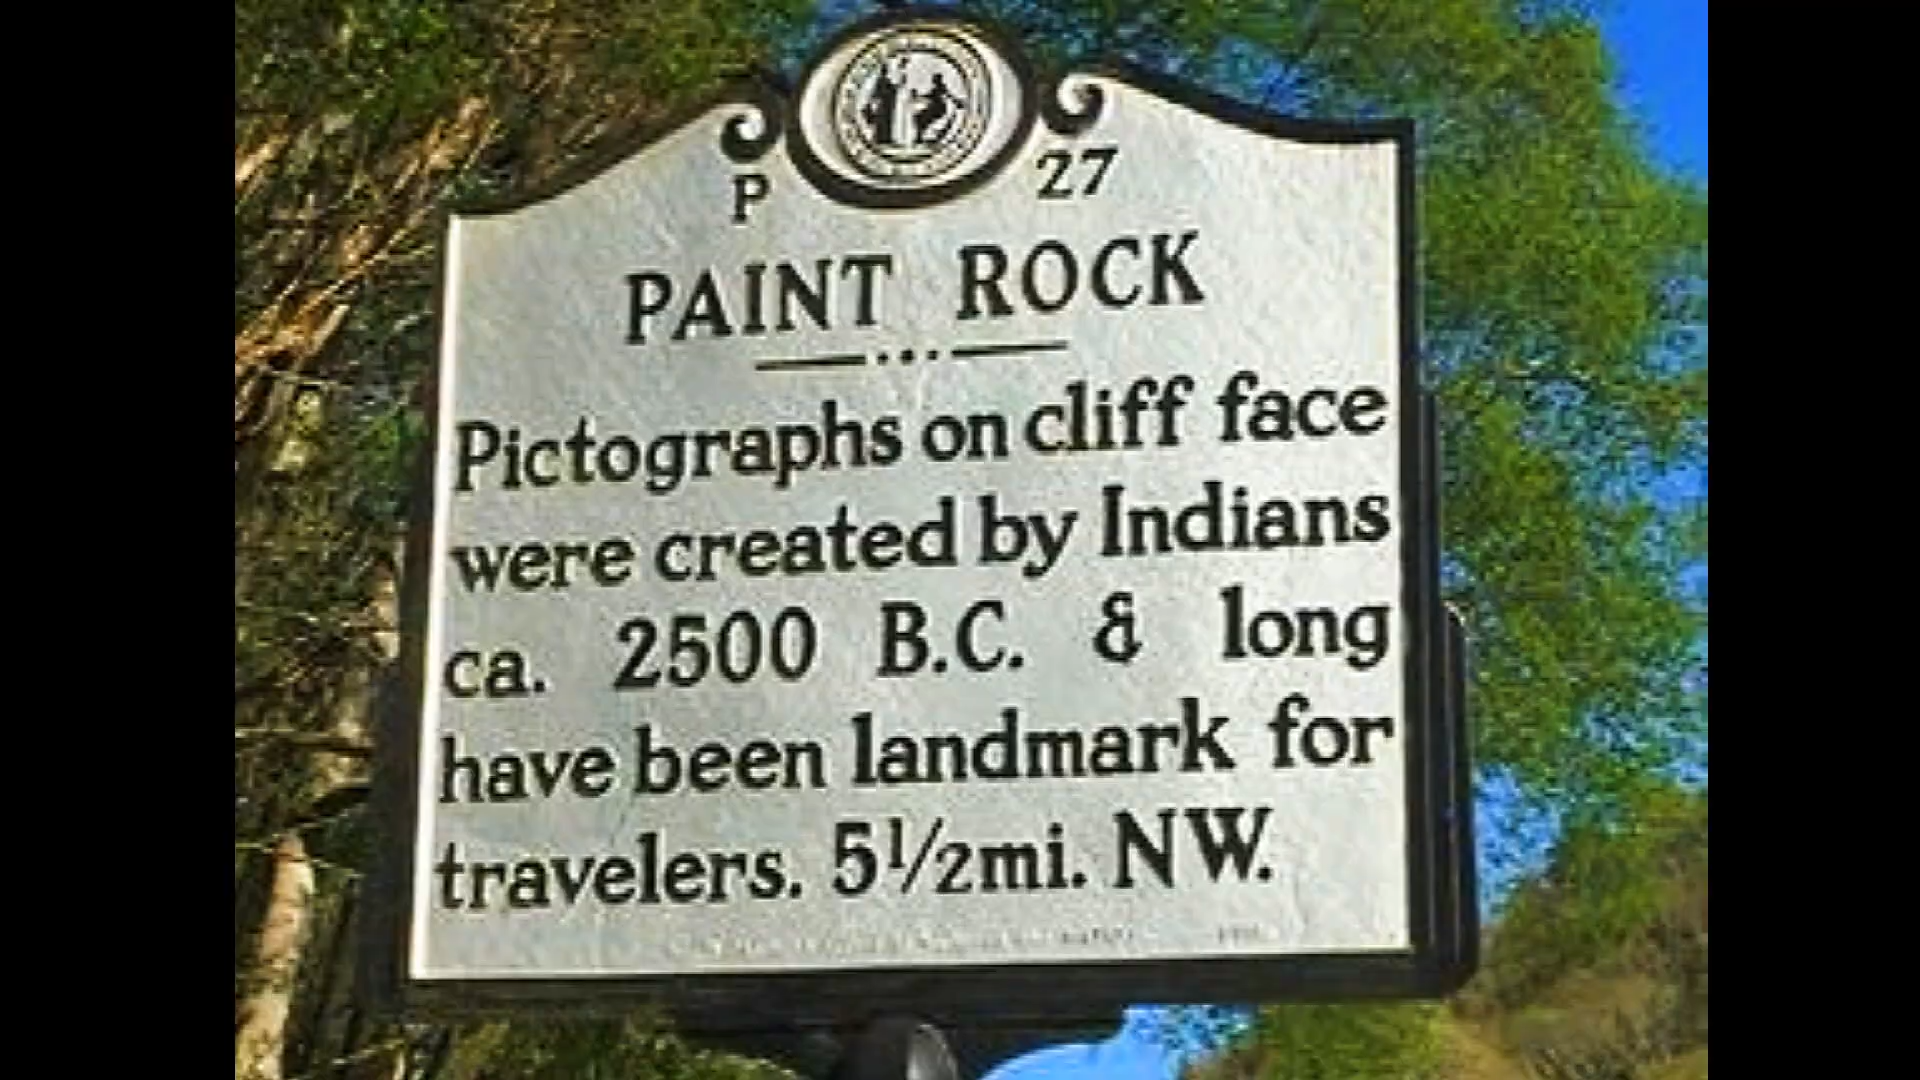 P 27
PAINT ROCK
Pictographs on cliff face
were created by Indians
ca. 2500 B.C. & long
have been landmark for
travelers. 5½mi. NW.